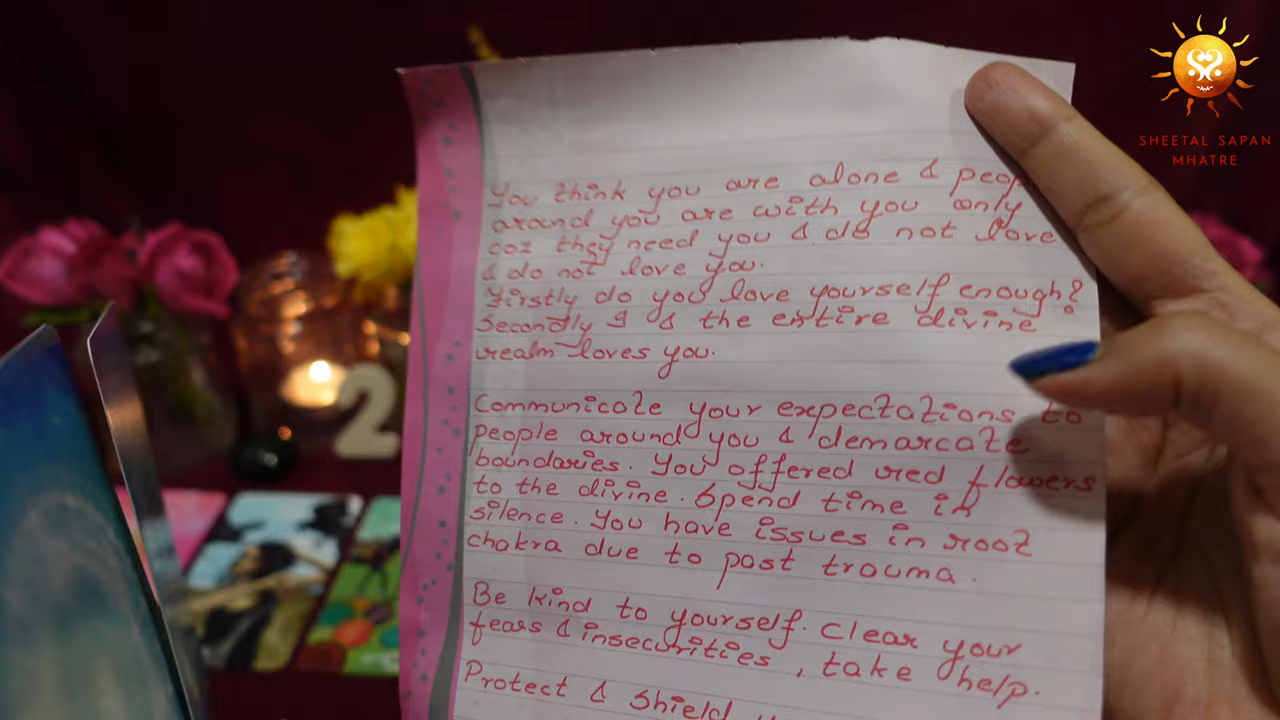 You think you are alone &
around you are with you only
coz they need you & do not love
& do not love you.
Firstly do you love yourself enough?
Secondly I & the entire divine
realm loves you.
Communicate your expectations to
people around you & demarcate
boundaries. You offered red flowers
to the divine. Spend time in
silence. You have issues in root
chakra due to past trauma.
Be kind to yourself. Clear your
fears & insecurities, take help.
Protect & Shield
2
SHEETAL SAPAN
MHATRE